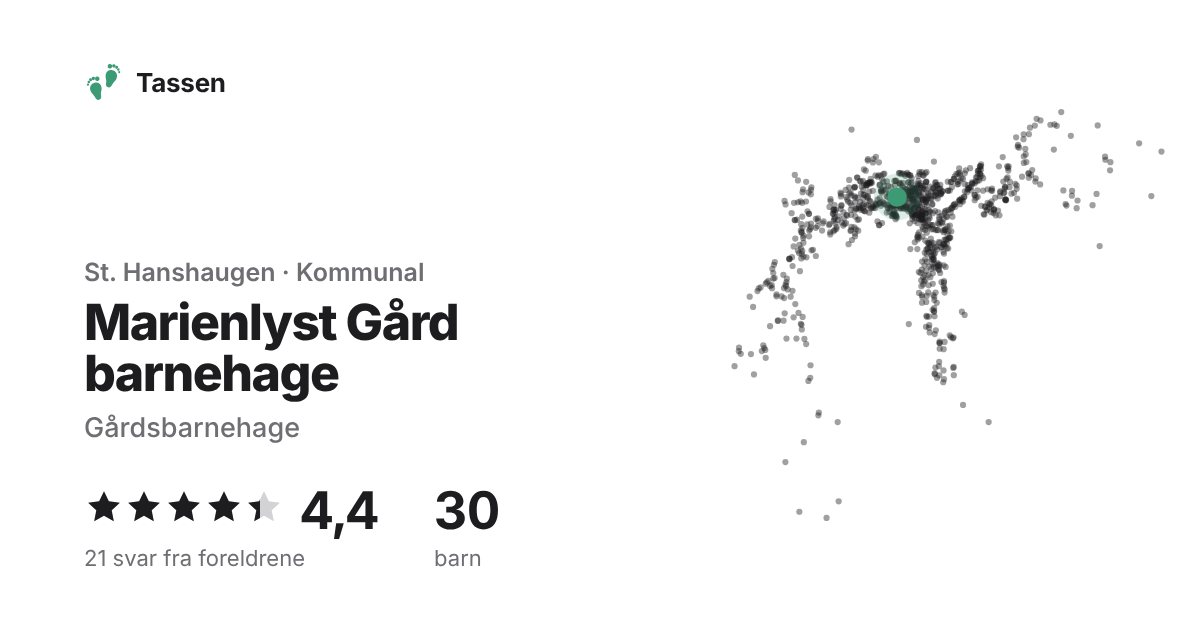 Tassen
St. Hanshaugen · Kommunal
Marienlyst Gård
barnehage
Gårdsbarnehage
4,4
21 svar fra foreldrene
30
barn